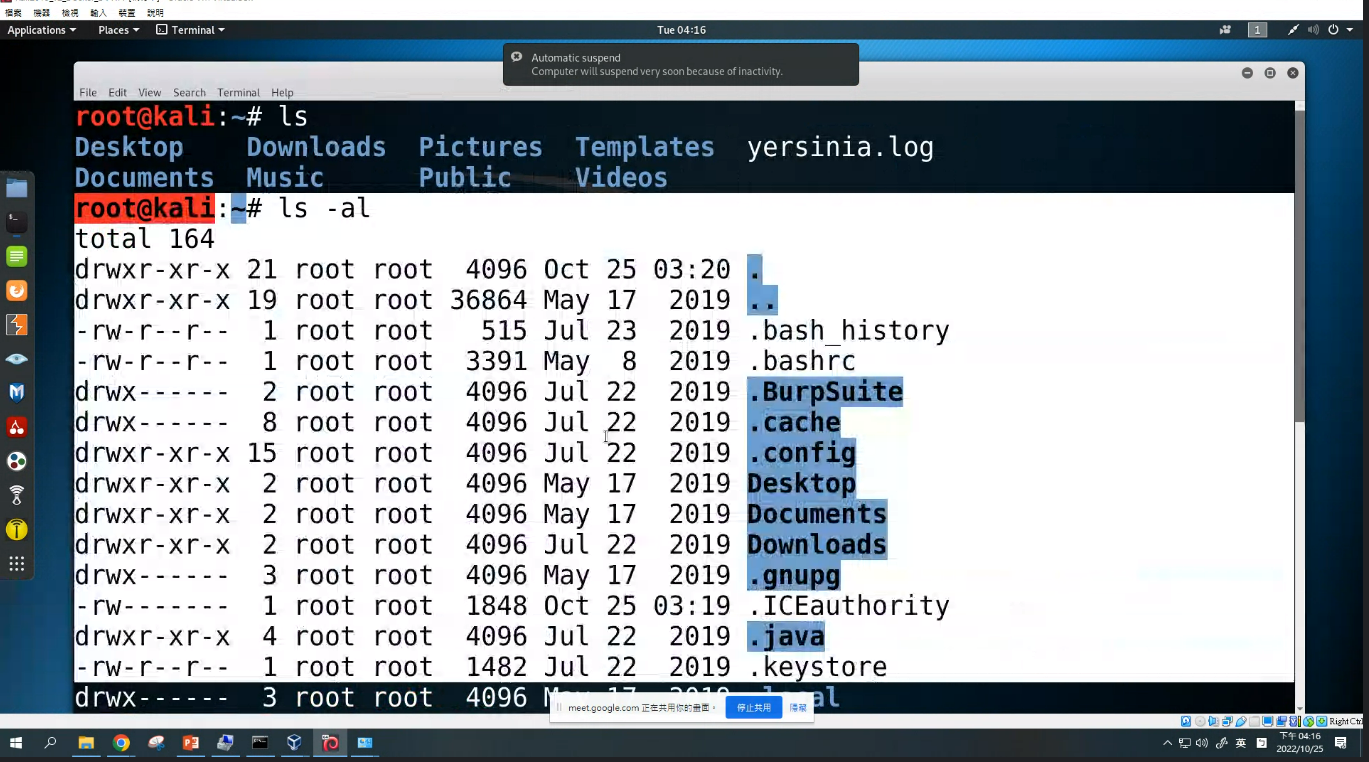 檔案 機器 檢視 輸入 裝置 說明
Applications Places Terminal Tue 04:16 1
Automatic suspend
Computer will suspend very soon because of inactivity.
File Edit View Search Terminal Help
root@kali:~# ls
Desktop Downloads Pictures Templates yersinia.log
Documents Music Public Videos
root@kali:~# ls -al
total 164
drwxr-xr-x 21 root root 4096 Oct 25 03:20 .
drwxr-xr-x 19 root root 36864 May 17 2019 ..
-rw-r--r-- 1 root root 515 Jul 23 2019 .bash_history
-rw-r--r-- 1 root root 3391 May 8 2019 .bashrc
drwx------ 2 root root 4096 Jul 22 2019 .BurpSuite
drwx------ 8 root root 4096 Jul 22 2019 .cache
drwxr-xr-x 15 root root 4096 Jul 22 2019 .config
drwxr-xr-x 2 root root 4096 May 17 2019 Desktop
drwxr-xr-x 2 root root 4096 May 17 2019 Documents
drwxr-xr-x 2 root root 4096 Jul 22 2019 Downloads
drwx------ 3 root root 4096 May 17 2019 .gnupg
-rw------- 1 root root 1848 Oct 25 03:19 .ICEauthority
drwxr-xr-x 4 root root 4096 Jul 22 2019 .java
-rw-r--r-- 1 root root 1482 Jul 22 2019 .keystore
drwx------ 3 root root 4096 May 17 2019 .local
meet.google.com 正在共用你的畫面。 停止共用 隱藏
Right Ctrl
英 下午 04:16
2022/10/25